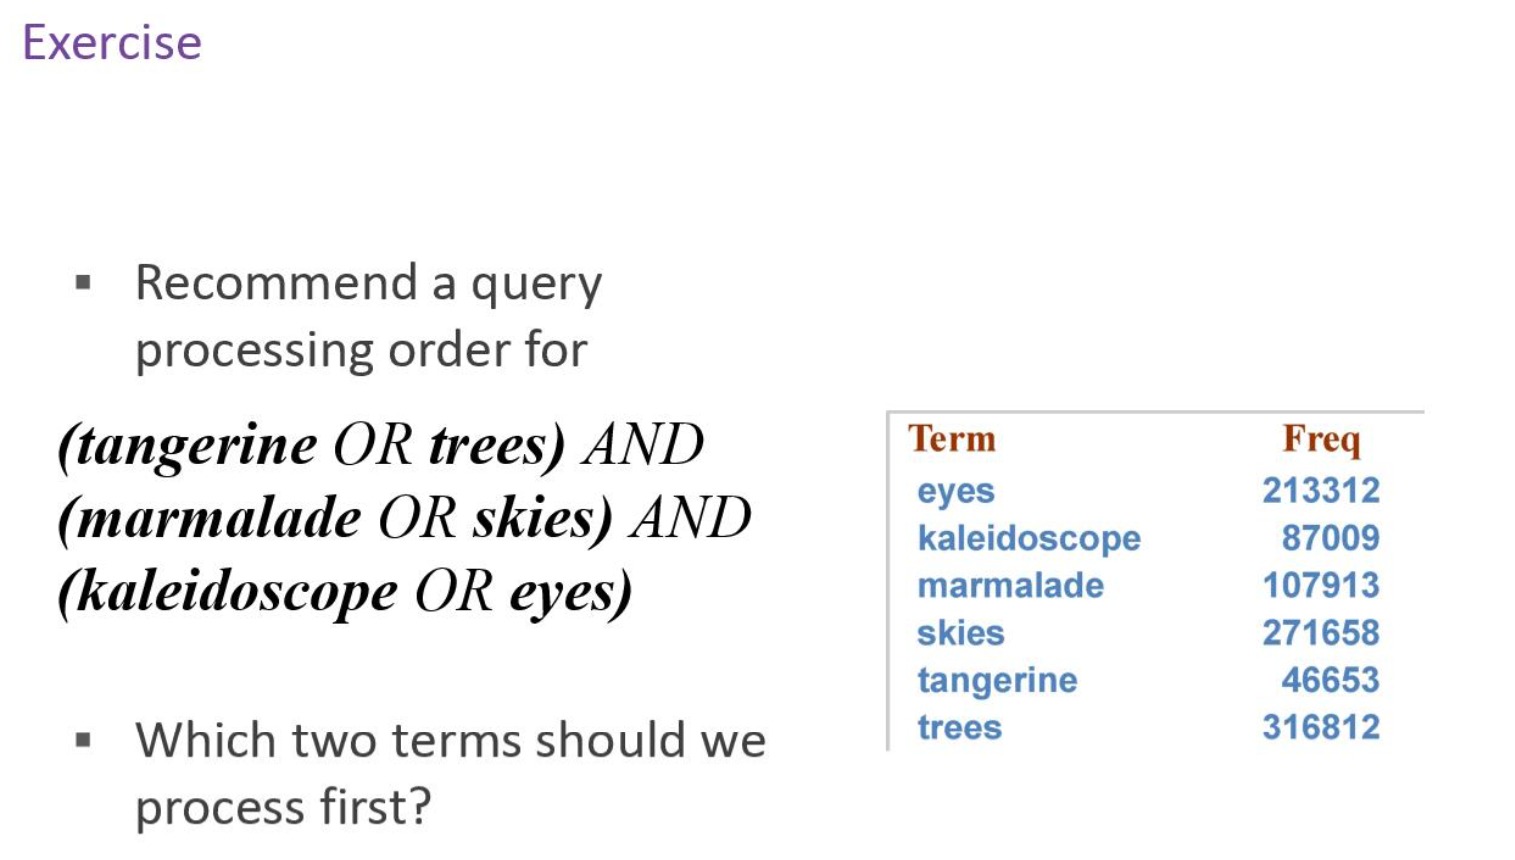 Exercise
▪ Recommend a query
processing order for
(tangerine OR trees) AND
(marmalade OR skies) AND
(kaleidoscope OR eyes)
▪ Which two terms should we
process first?
Term Freq
eyes 213312
kaleidoscope 87009
marmalade 107913
skies 271658
tangerine 46653
trees 316812